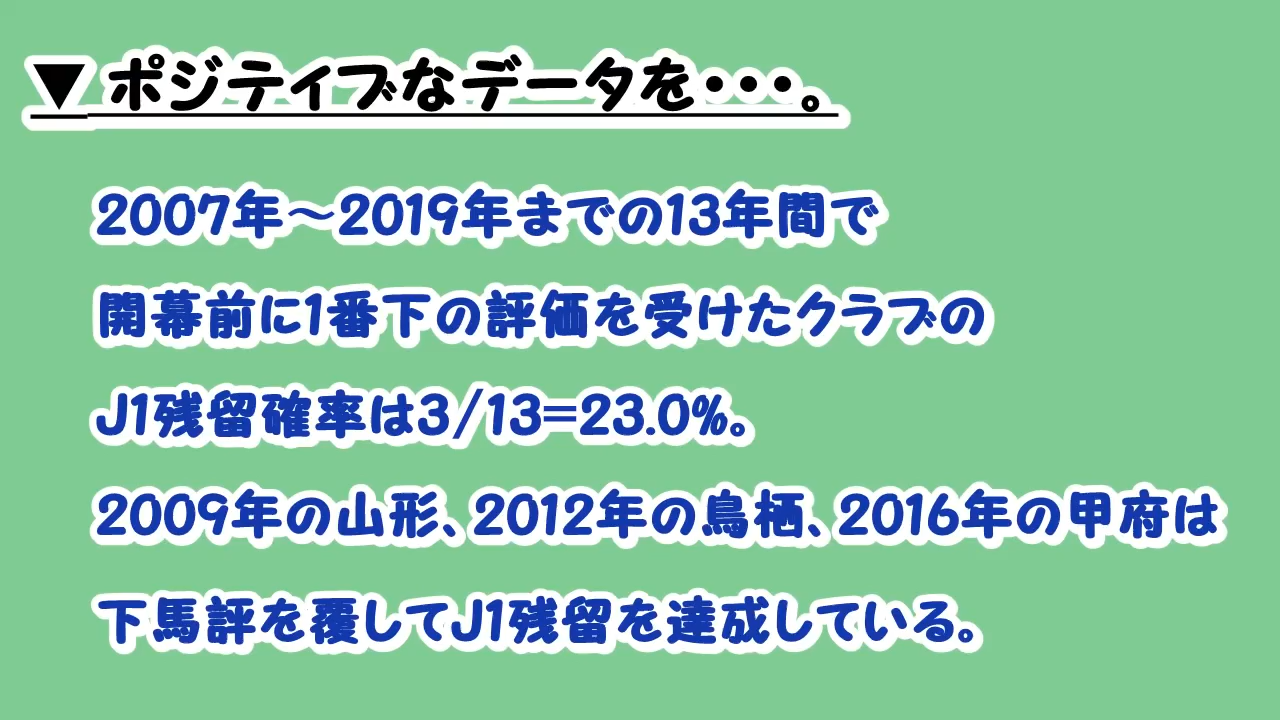 ▼ ポジティブなデータを・・・。
2007年～2019年までの13年間で
開幕前に1番下の評価を受けたクラブの
J1残留確率は3/13=23.0%。
2009年の山形、2012年の鳥栖、2016年の甲府は
下馬評を覆してJ1残留を達成している。